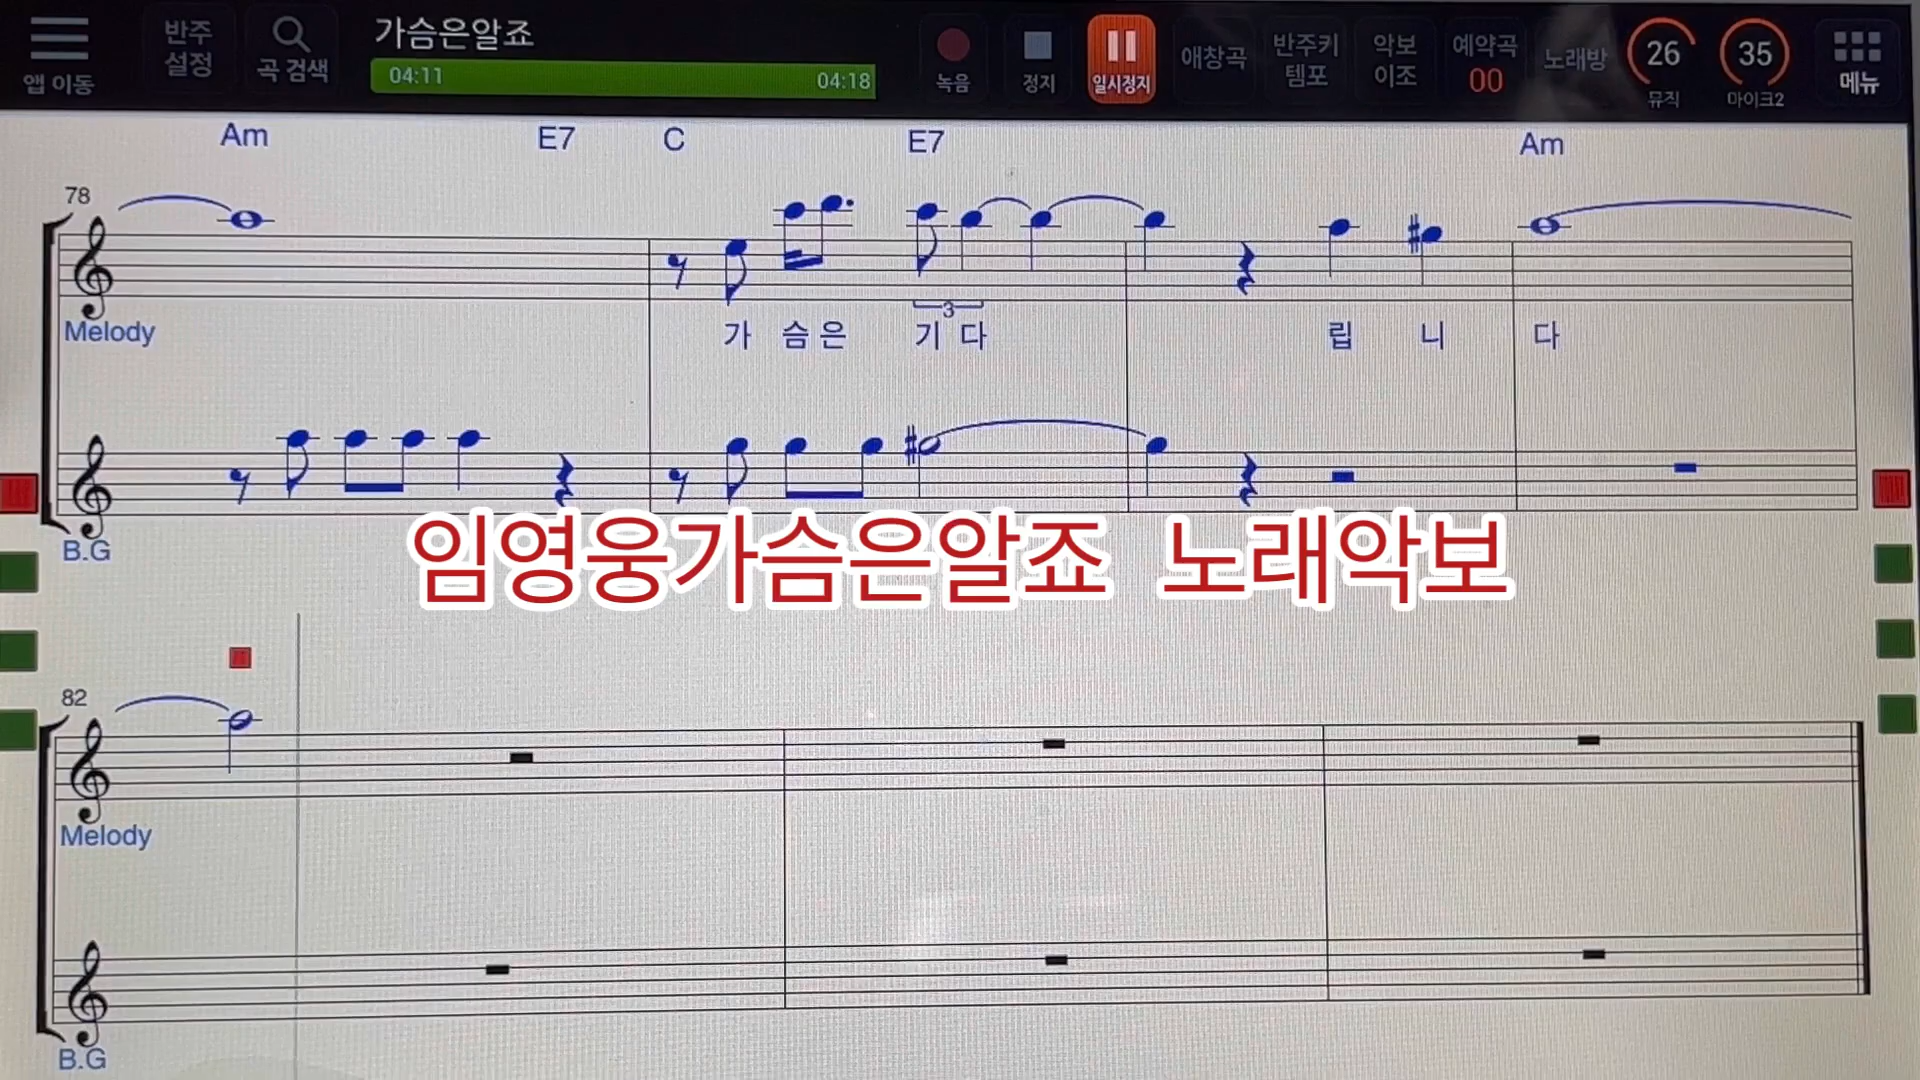 앱 이동
반주 설정
곡 검색
가슴은알죠
04:11 04:18
녹음
정지
일시정지
애창곡
반주키 템포
악보 이조
예약곡 00
노래방
26 뮤직
35 마이크2
메뉴
Am E7 C E7 Am
78
3
Melody
가 슴 은 기 다 립 니 다
B.G
임영웅가슴은알죠 노래악보
82
Melody
B.G